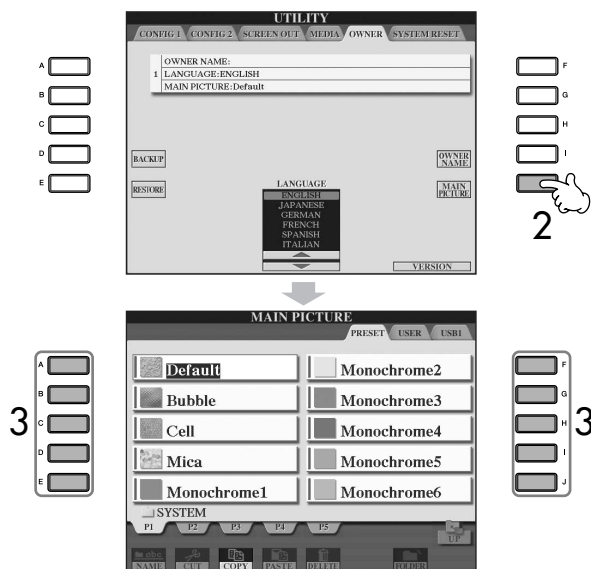 UTILITY
CONFIG 1 CONFIG 2 SCREEN OUT MEDIA OWNER SYSTEM RESET
OWNER NAME:
1 LANGUAGE:ENGLISH
MAIN PICTURE:Default
A
B
C
D
E
F
G
H
I
BACKUP
OWNER NAME
RESTORE
MAIN PICTURE
LANGUAGE
ENGLISH
JAPANESE
GERMAN
FRENCH
SPANISH
ITALIAN
VERSION
2
MAIN PICTURE
PRESET USER USB1
Default Monochrome2
Bubble Monochrome3
Cell Monochrome4
Mica Monochrome5
Monochrome1 Monochrome6
SYSTEM
P1 P2 P3 P4 P5
UP
NAME CUT COPY PASTE DELETE FOLDER
A
B
C
D
E
3
F
G
H
I
J
3